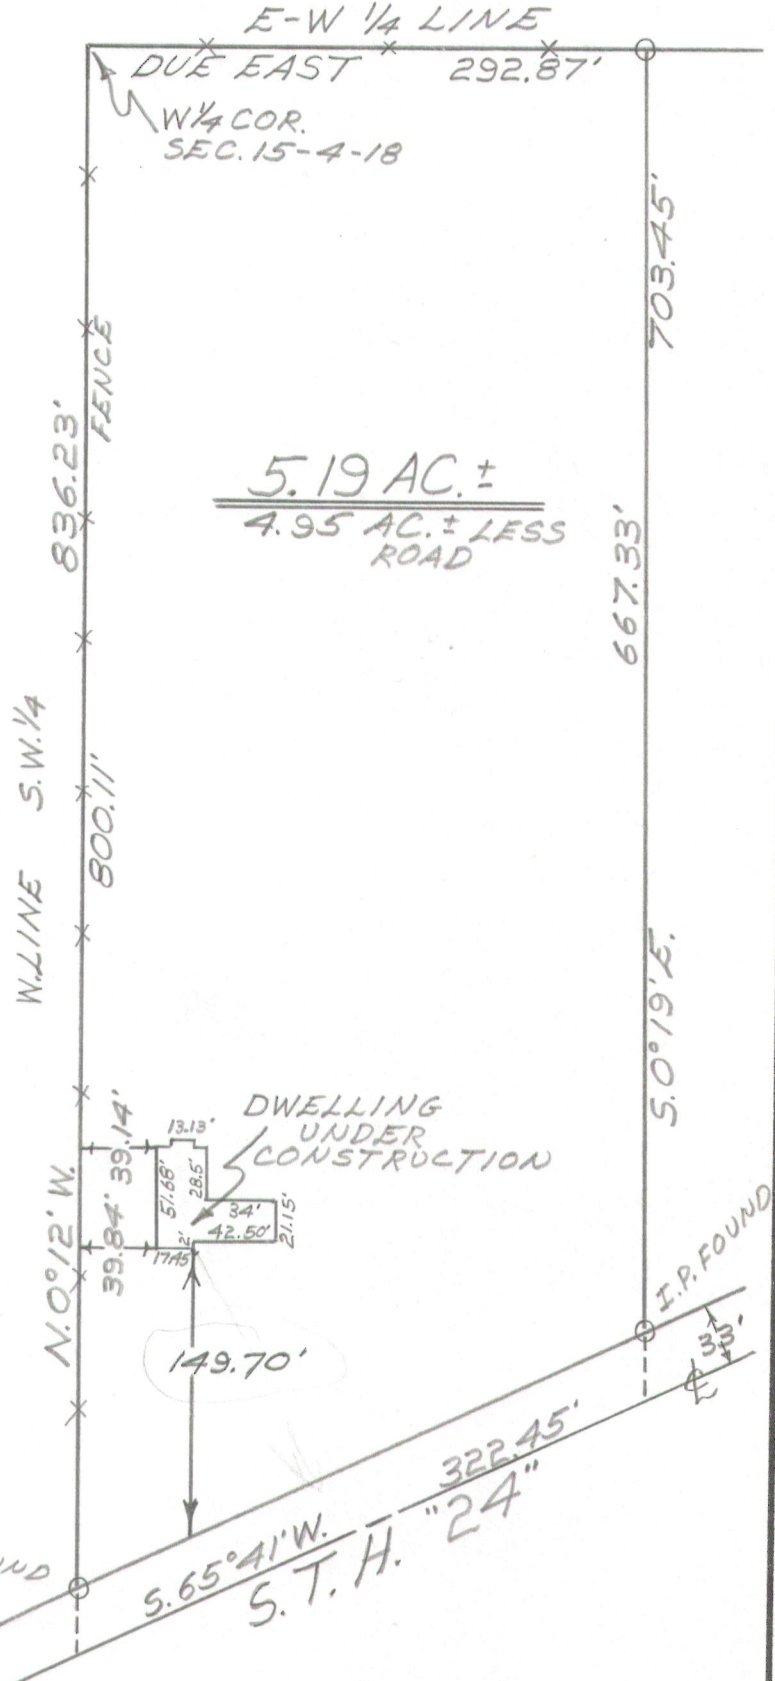 E-W 1/4 LINE
DUE EAST 292.87'
W 1/4 COR.
SEC. 15-4-18
703.45'
FENCE
836.23'
5.19 AC. ±
4.95 AC. ± LESS
ROAD
667.33'
W. LINE S.W. 1/4
800.11'
S. 0° 19' E.
N. 0° 12' W.
39.14'
39.84'
13.13'
51.68'
28.5'
34'
42.50'
21.15'
2'
17.45'
DWELLING
UNDER
CONSTRUCTION
149.70'
I.P. FOUND
33'
℄
322.45'
S. 65° 41' W.
S. T. H. "24"